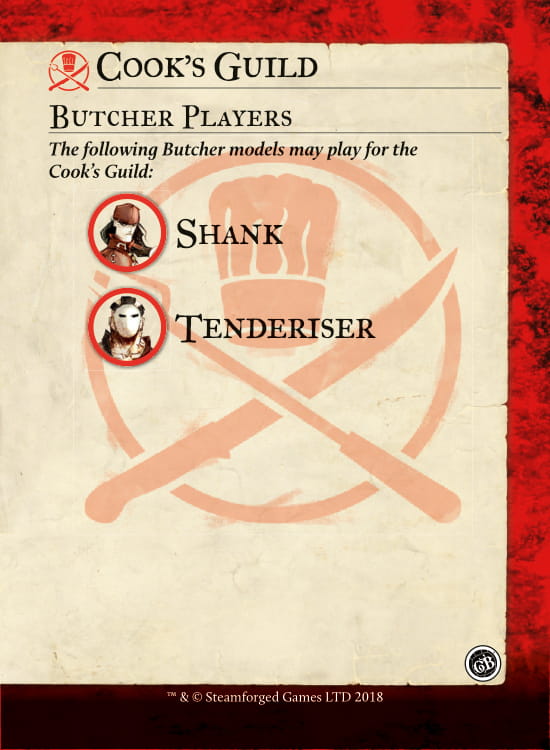 Cook's Guild
Butcher Players
The following Butcher models may play for the
Cook's Guild:
Shank
Tenderiser
GB
™ & © Steamforged Games LTD 2018